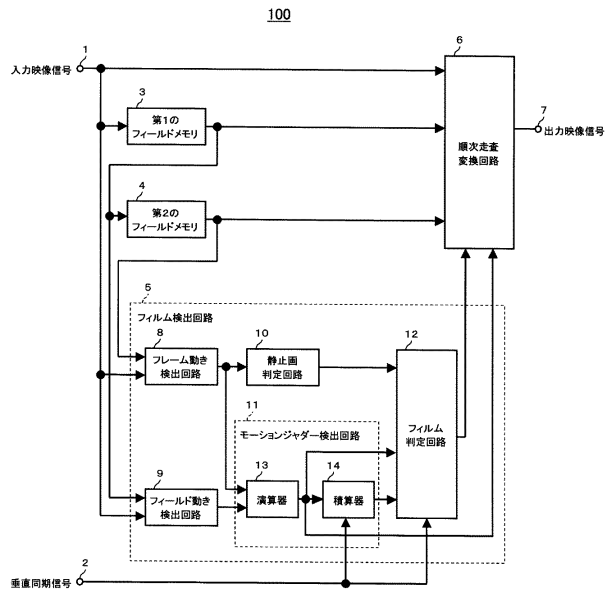 100
1
入力映像信号
3
第1の
フィールドメモリ
4
第2の
フィールドメモリ
6
順次走査
変換回路
7
出力映像信号
5
フィルム検出回路
8
フレーム動き
検出回路
10
静止画
判定回路
12
フィルム
判定回路
11
モーションジャダー検出回路
9
フィールド動き
検出回路
13
演算器
14
積算器
2
垂直同期信号